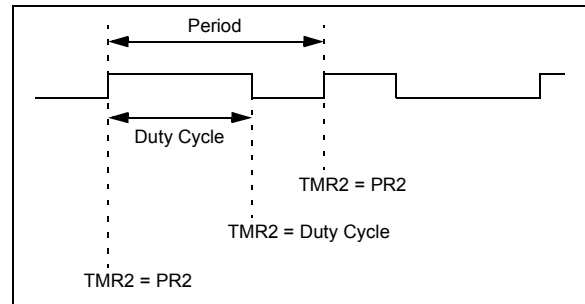 Period
Duty Cycle
TMR2 = PR2
TMR2 = Duty Cycle
TMR2 = PR2